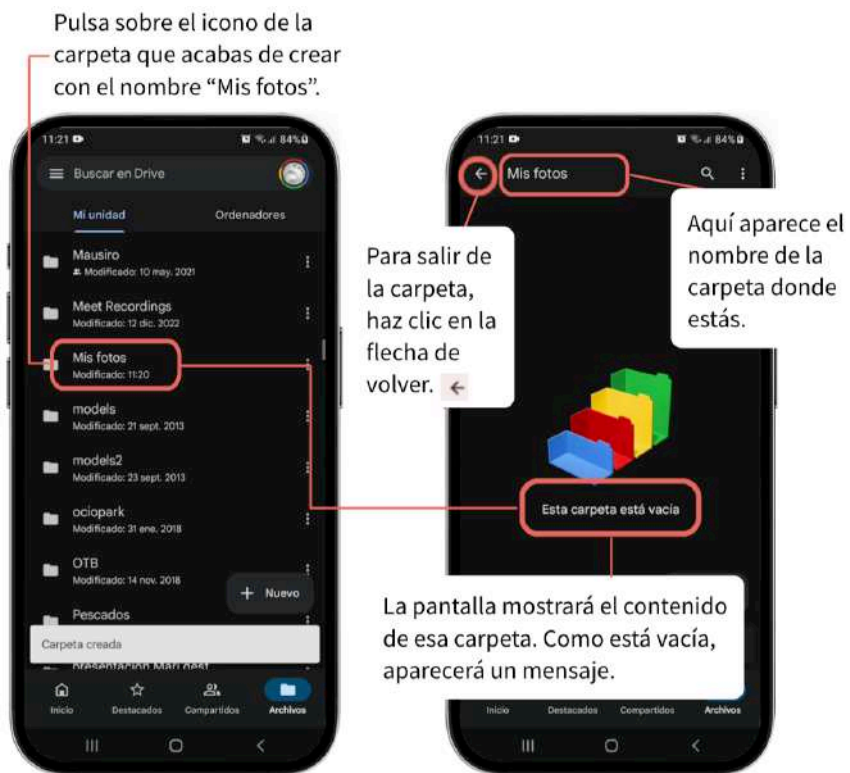 Pulsa sobre el icono de la
carpeta que acabas de crear
con el nombre “Mis fotos”.
11:21
84%
Buscar en Drive
Mi unidad
Ordenadores
Mausiro
Modificado: 10 may. 2021
Meet Recordings
Modificado: 12 dic. 2022
Mis fotos
Modificado: 11:20
models
Modificado: 21 sept. 2013
models2
Modificado: 23 sept. 2013
ociopark
Modificado: 31 ene. 2018
OTB
Modificado: 14 nov. 2018
+ Nuevo
Pescados
Carpeta creada
presentacion Mari
Inicio
Destacados
Compartidos
Archivos
11:21
84%
Mis fotos
Aquí aparece el
nombre de la
carpeta donde
estás.
Para salir de
la carpeta,
haz clic en la
flecha de
volver. ←
Esta carpeta está vacía
La pantalla mostrará el contenido
de esa carpeta. Como está vacía,
aparecerá un mensaje.
Inicio
Destacados
Compartidos
Archivos